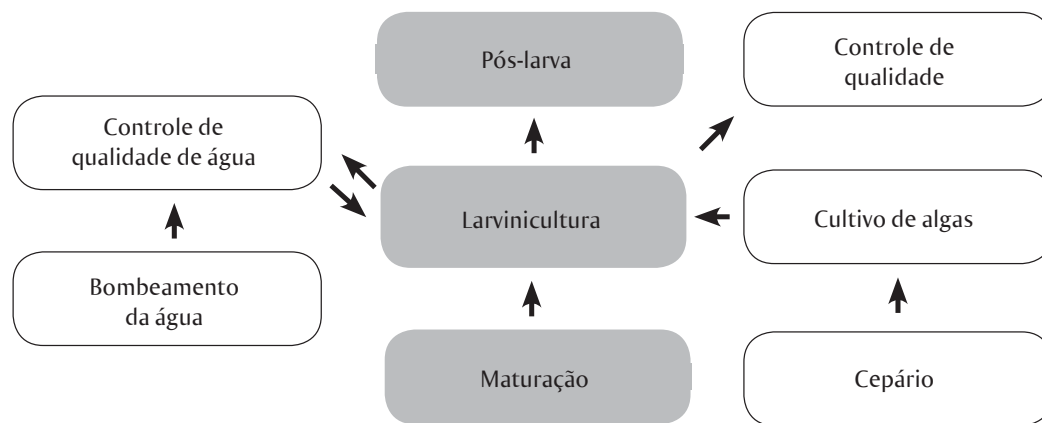 Pós-larva
Controle de
qualidade
Controle de
qualidade de água
Larvinicultura
Cultivo de algas
Bombeamento
da água
Maturação
Cepário